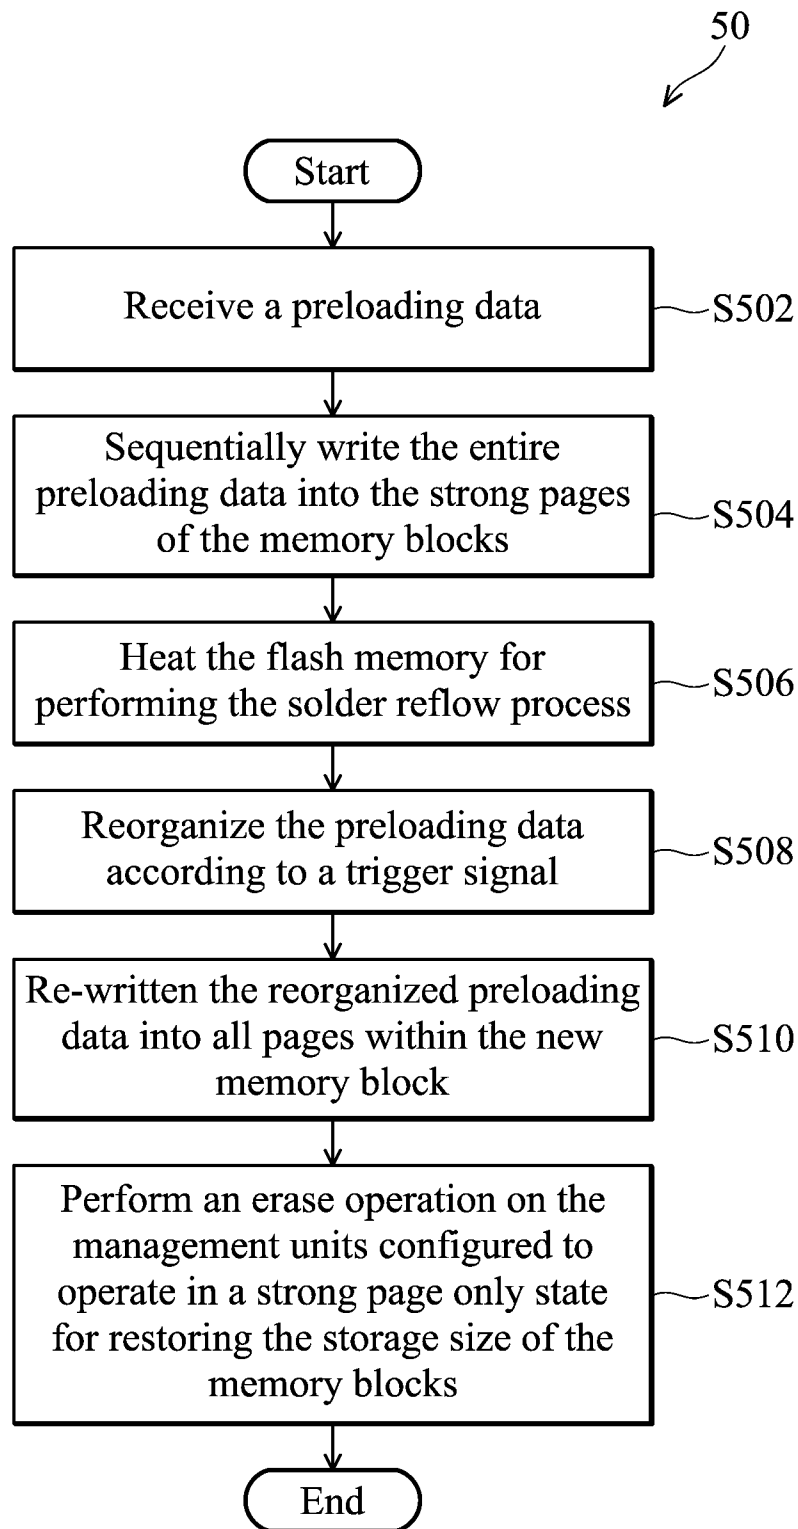 50
Start
Receive a preloading data
S502
Sequentially write the entire
preloading data into the strong pages
of the memory blocks
S504
Heat the flash memory for
performing the solder reflow process
S506
Reorganize the preloading data
according to a trigger signal
S508
Re-written the reorganized preloading
data into all pages within the new
memory block
S510
Perform an erase operation on the
management units configured to
operate in a strong page only state
for restoring the storage size of the
memory blocks
S512
End